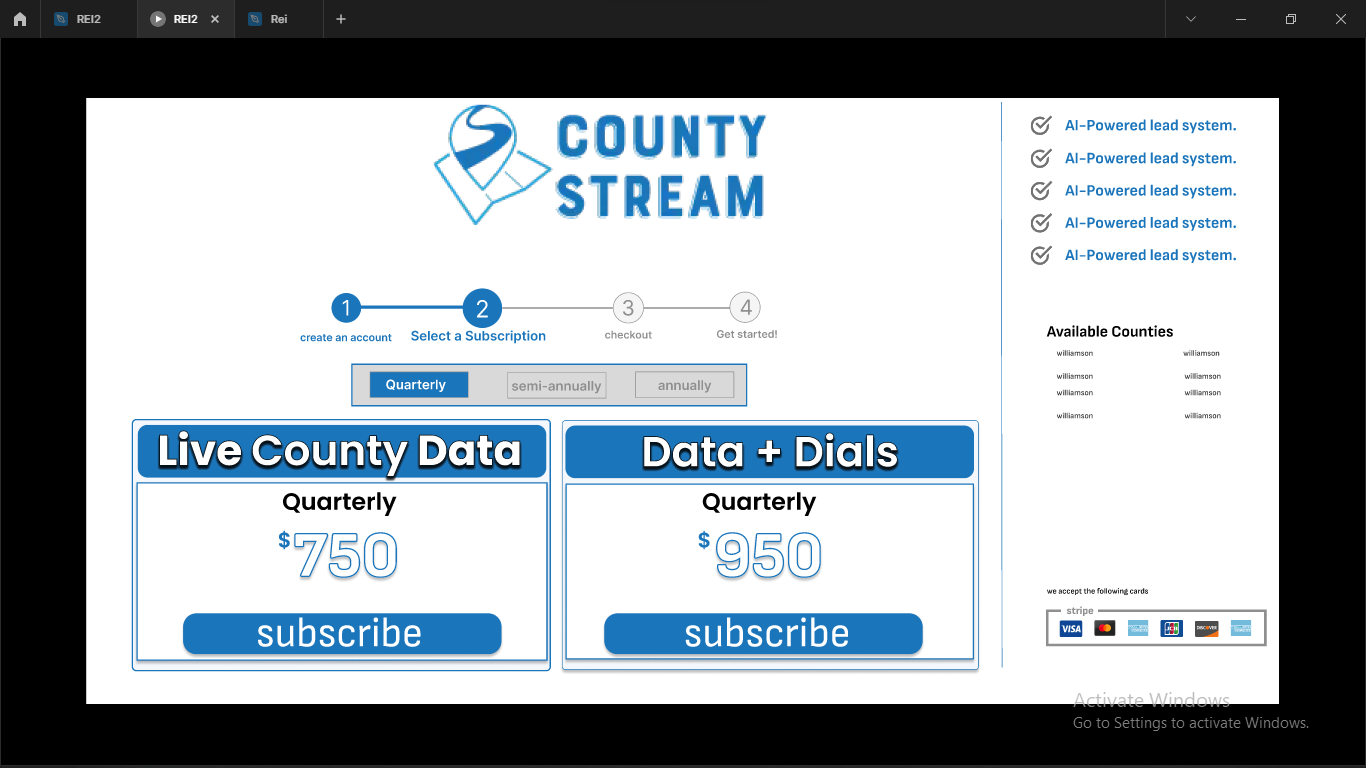 REI2
REI2
Rei
COUNTY
STREAM
1
2
3
4
create an account
Select a Subscription
checkout
Get started!
Quarterly
semi-annually
annually
Live County Data
Quarterly
$750
subscribe
Data + Dials
Quarterly
$950
subscribe
AI-Powered lead system.
AI-Powered lead system.
AI-Powered lead system.
AI-Powered lead system.
AI-Powered lead system.
Available Counties
williamson williamson
williamson williamson
williamson williamson
williamson williamson
we accept the following cards
stripe
VISA
JCB
DISCOVER
Activate Windows
Go to Settings to activate Windows.